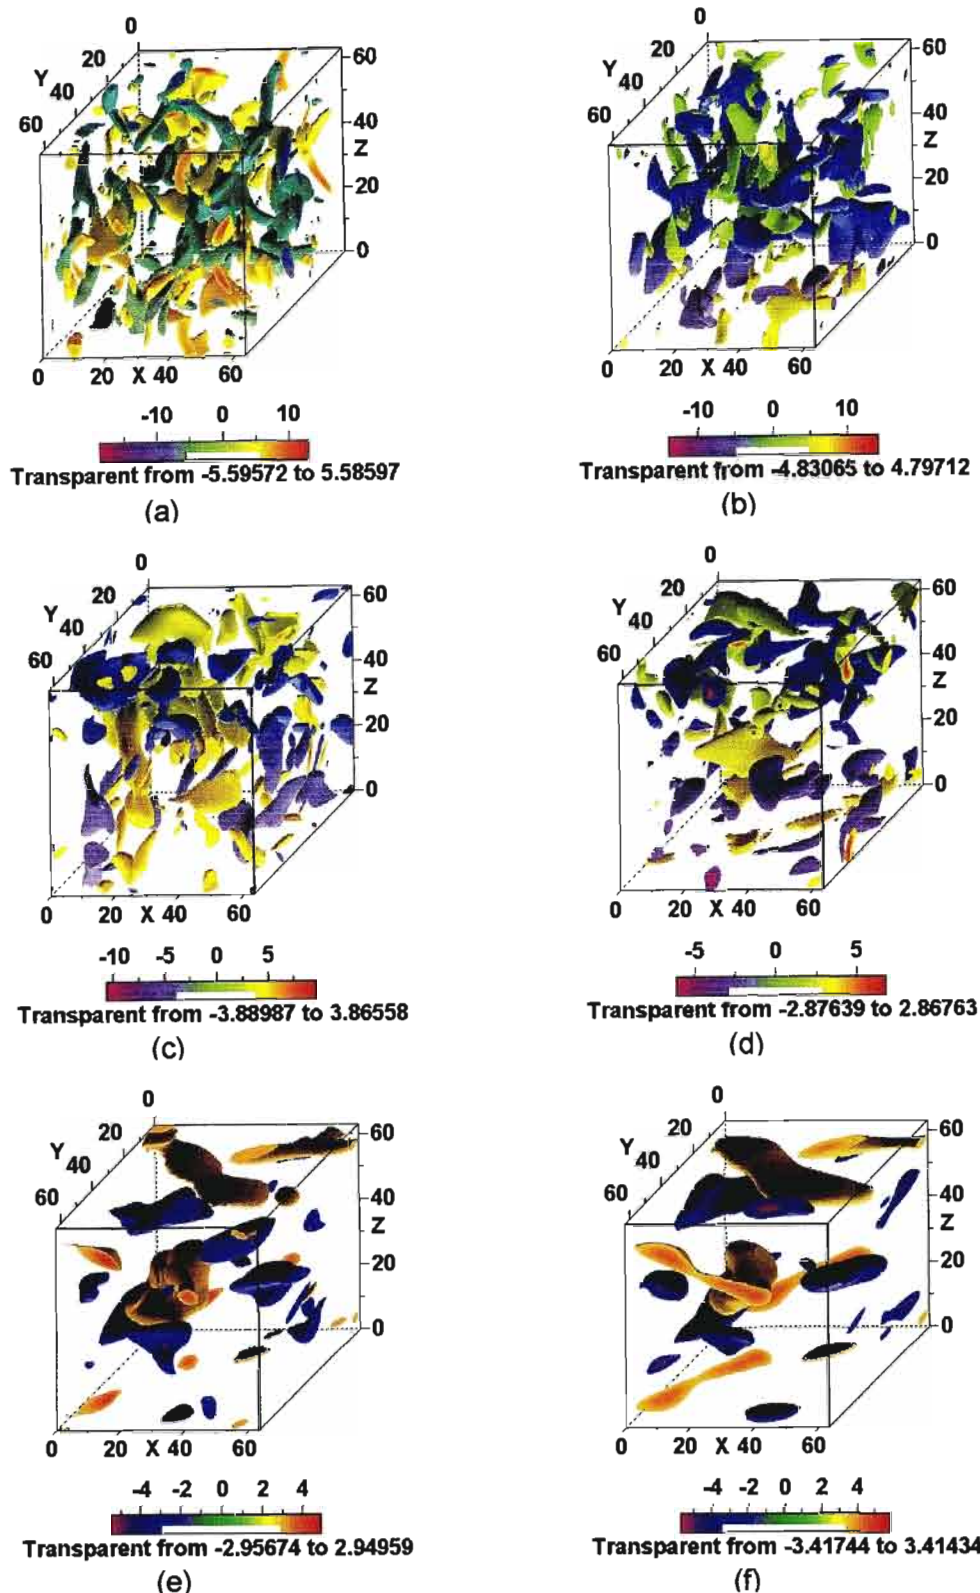 0
20
Y
40
60
60
40
Z
20
0
0 20 X 40 60
-10 0 10
Transparent from -5.59572 to 5.58597
(a)
0
20
Y
40
60
60
40
Z
20
0
0 20 X 40 60
-10 0 10
Transparent from -4.83065 to 4.79712
(b)
0
20
Y
40
60
60
40
Z
20
0
0 20 X 40 60
-10 -5 0 5
Transparent from -3.88987 to 3.86558
(c)
0
20
Y
40
60
60
40
Z
20
0
0 20 X 40 60
-5 0 5
Transparent from -2.87639 to 2.86763
(d)
0
20
Y
40
60
60
40
Z
20
0
0 20 X 40 60
-4 -2 0 2 4
Transparent from -2.95674 to 2.94959
(e)
0
20
Y
40
60
60
40
Z
20
0
0 20 X 40 60
-4 -2 0 2 4
Transparent from -3.41744 to 3.41434
(f)